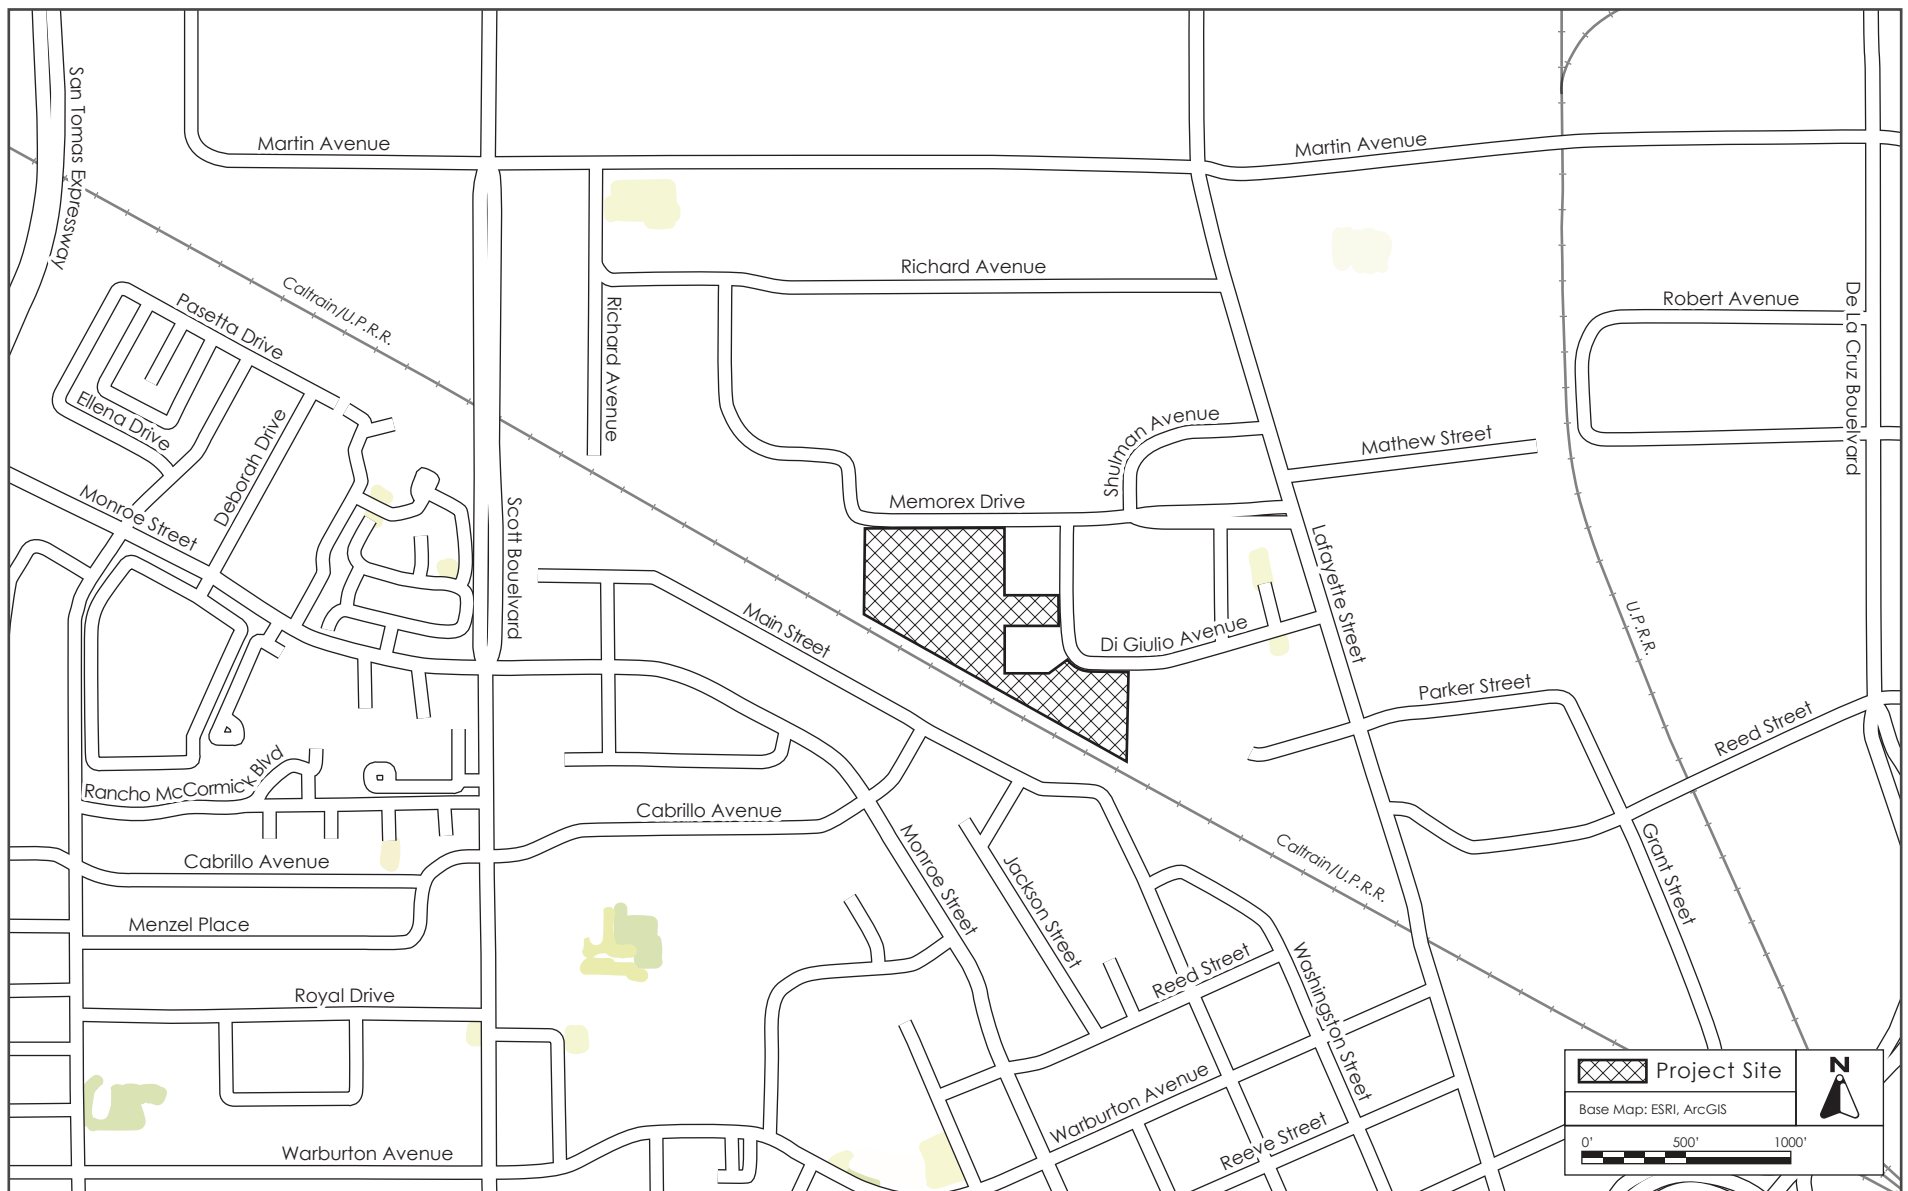 San Tomas Expressway
Martin Avenue
Martin Avenue
Caltrain/U.P.R.R.
Richard Avenue
Richard Avenue
Robert Avenue
De La Cruz Bouelvard
Pasetta Drive
Ellena Drive
Deborah Drive
Monroe Street
Shulman Avenue
Mathew Street
Memorex Drive
Scott Bouelvard
Lafayette Street
Main Street
Di Giulio Avenue
U.P.R.R.
Parker Street
Reed Street
Rancho McCormick Blvd
Cabrillo Avenue
Cabrillo Avenue
Monroe Street
Jackson Street
Caltrain/U.P.R.R.
Grant Street
Menzel Place
Reed Street
Washingston Street
Royal Drive
Warburton Avenue
Reeve Street
Warburton Avenue
Project Site
N
Base Map: ESRI, ArcGIS
0' 500' 1000'